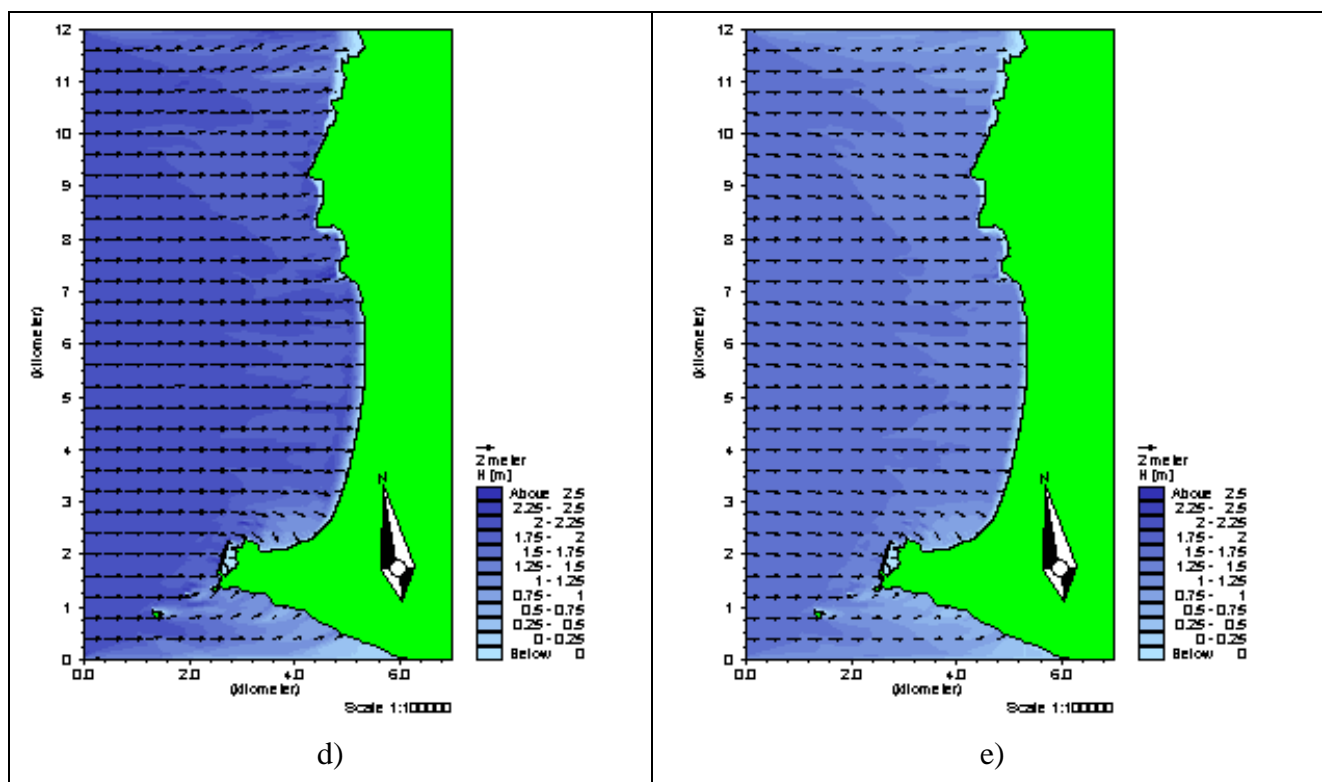 12
11
10
9
8
7
6
5
4
3
2
1
0
(kilometer)
0.0 2.0 4.0 6.0
(kilometer)
Scale 1:100000
N
2 meter
H [m]
Above 2.5
2.25 - 2.5
2 - 2.25
1.75 - 2
1.5 - 1.75
1.25 - 1.5
1 - 1.25
0.75 - 1
0.5 - 0.75
0.25 - 0.5
0 - 0.25
Below 0
d)
12
11
10
9
8
7
6
5
4
3
2
1
0
(kilometer)
0.0 2.0 4.0 6.0
(kilometer)
Scale 1:100000
N
2 meter
H [m]
Above 2.5
2.25 - 2.5
2 - 2.25
1.75 - 2
1.5 - 1.75
1.25 - 1.5
1 - 1.25
0.75 - 1
0.5 - 0.75
0.25 - 0.5
0 - 0.25
Below 0
e)